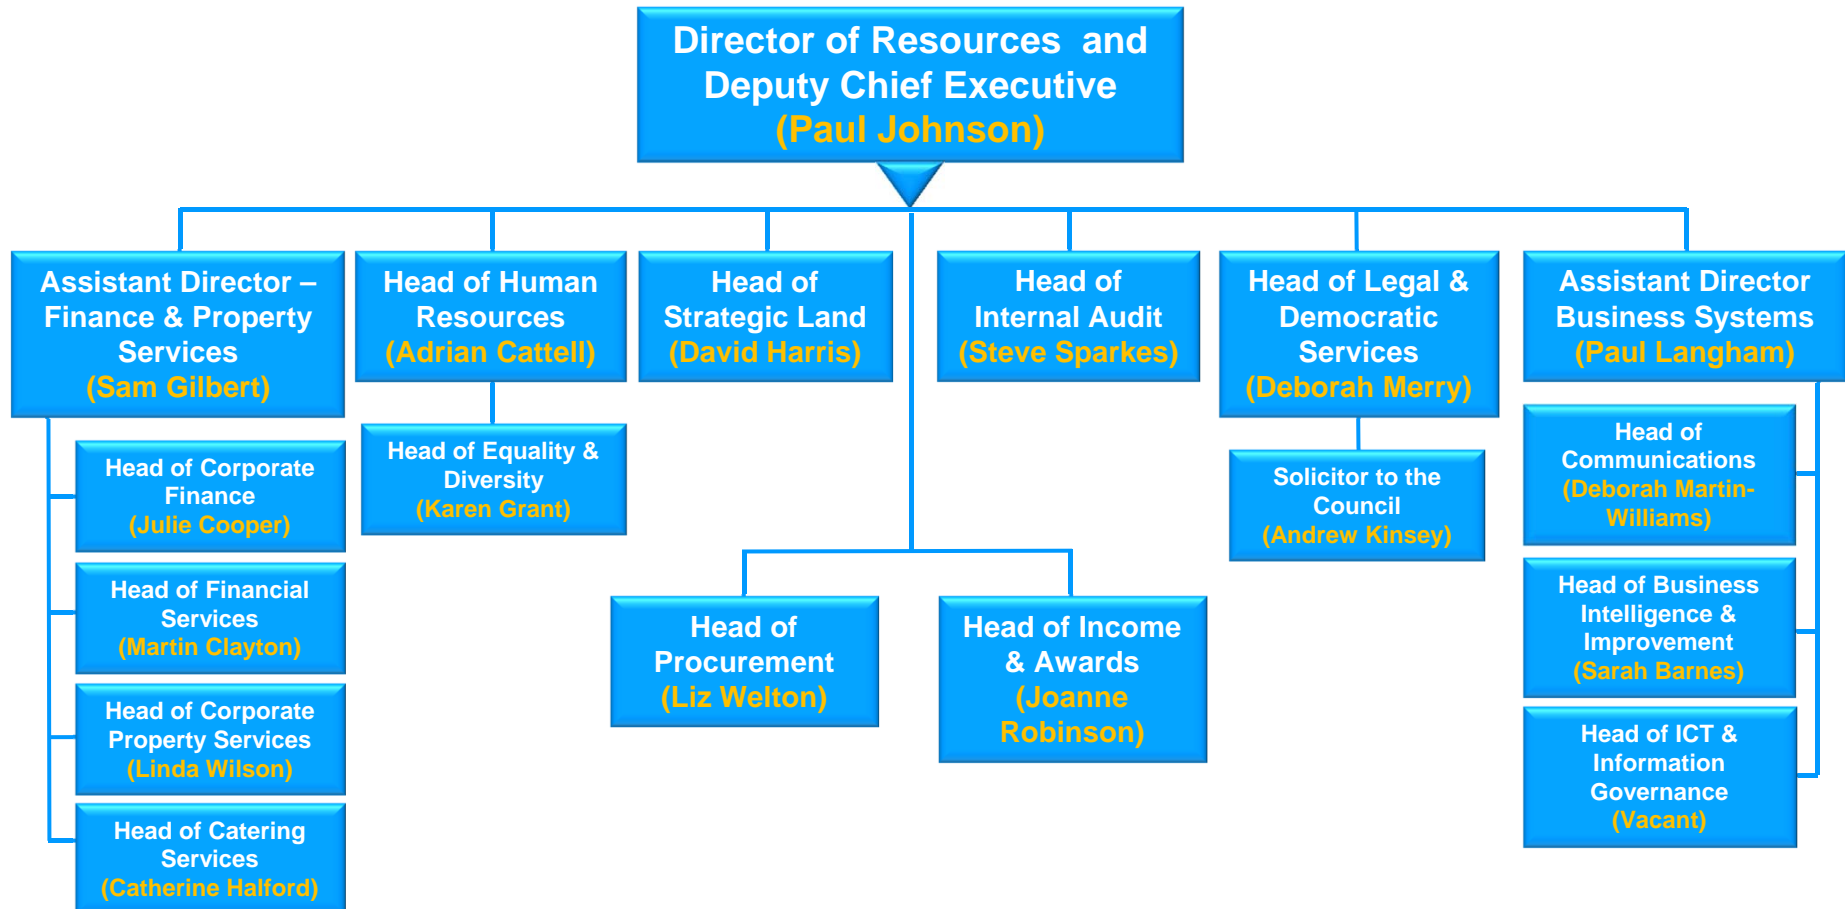 Director of Resources and
Deputy Chief Executive
(Paul Johnson)
Assistant Director –
Finance & Property
Services
(Sam Gilbert)
Head of Human
Resources
(Adrian Cattell)
Head of
Strategic Land
(David Harris)
Head of
Internal Audit
(Steve Sparkes)
Head of Legal &
Democratic
Services
(Deborah Merry)
Assistant Director
Business Systems
(Paul Langham)
Head of Corporate
Finance
(Julie Cooper)
Head of Financial
Services
(Martin Clayton)
Head of Corporate
Property Services
(Linda Wilson)
Head of Catering
Services
(Catherine Halford)
Head of Equality &
Diversity
(Karen Grant)
Head of
Procurement
(Liz Welton)
Head of Income
& Awards
(Joanne
Robinson)
Solicitor to the
Council
(Andrew Kinsey)
Head of
Communications
(Deborah Martin-
Williams)
Head of Business
Intelligence &
Improvement
(Sarah Barnes)
Head of ICT &
Information
Governance
(Vacant)